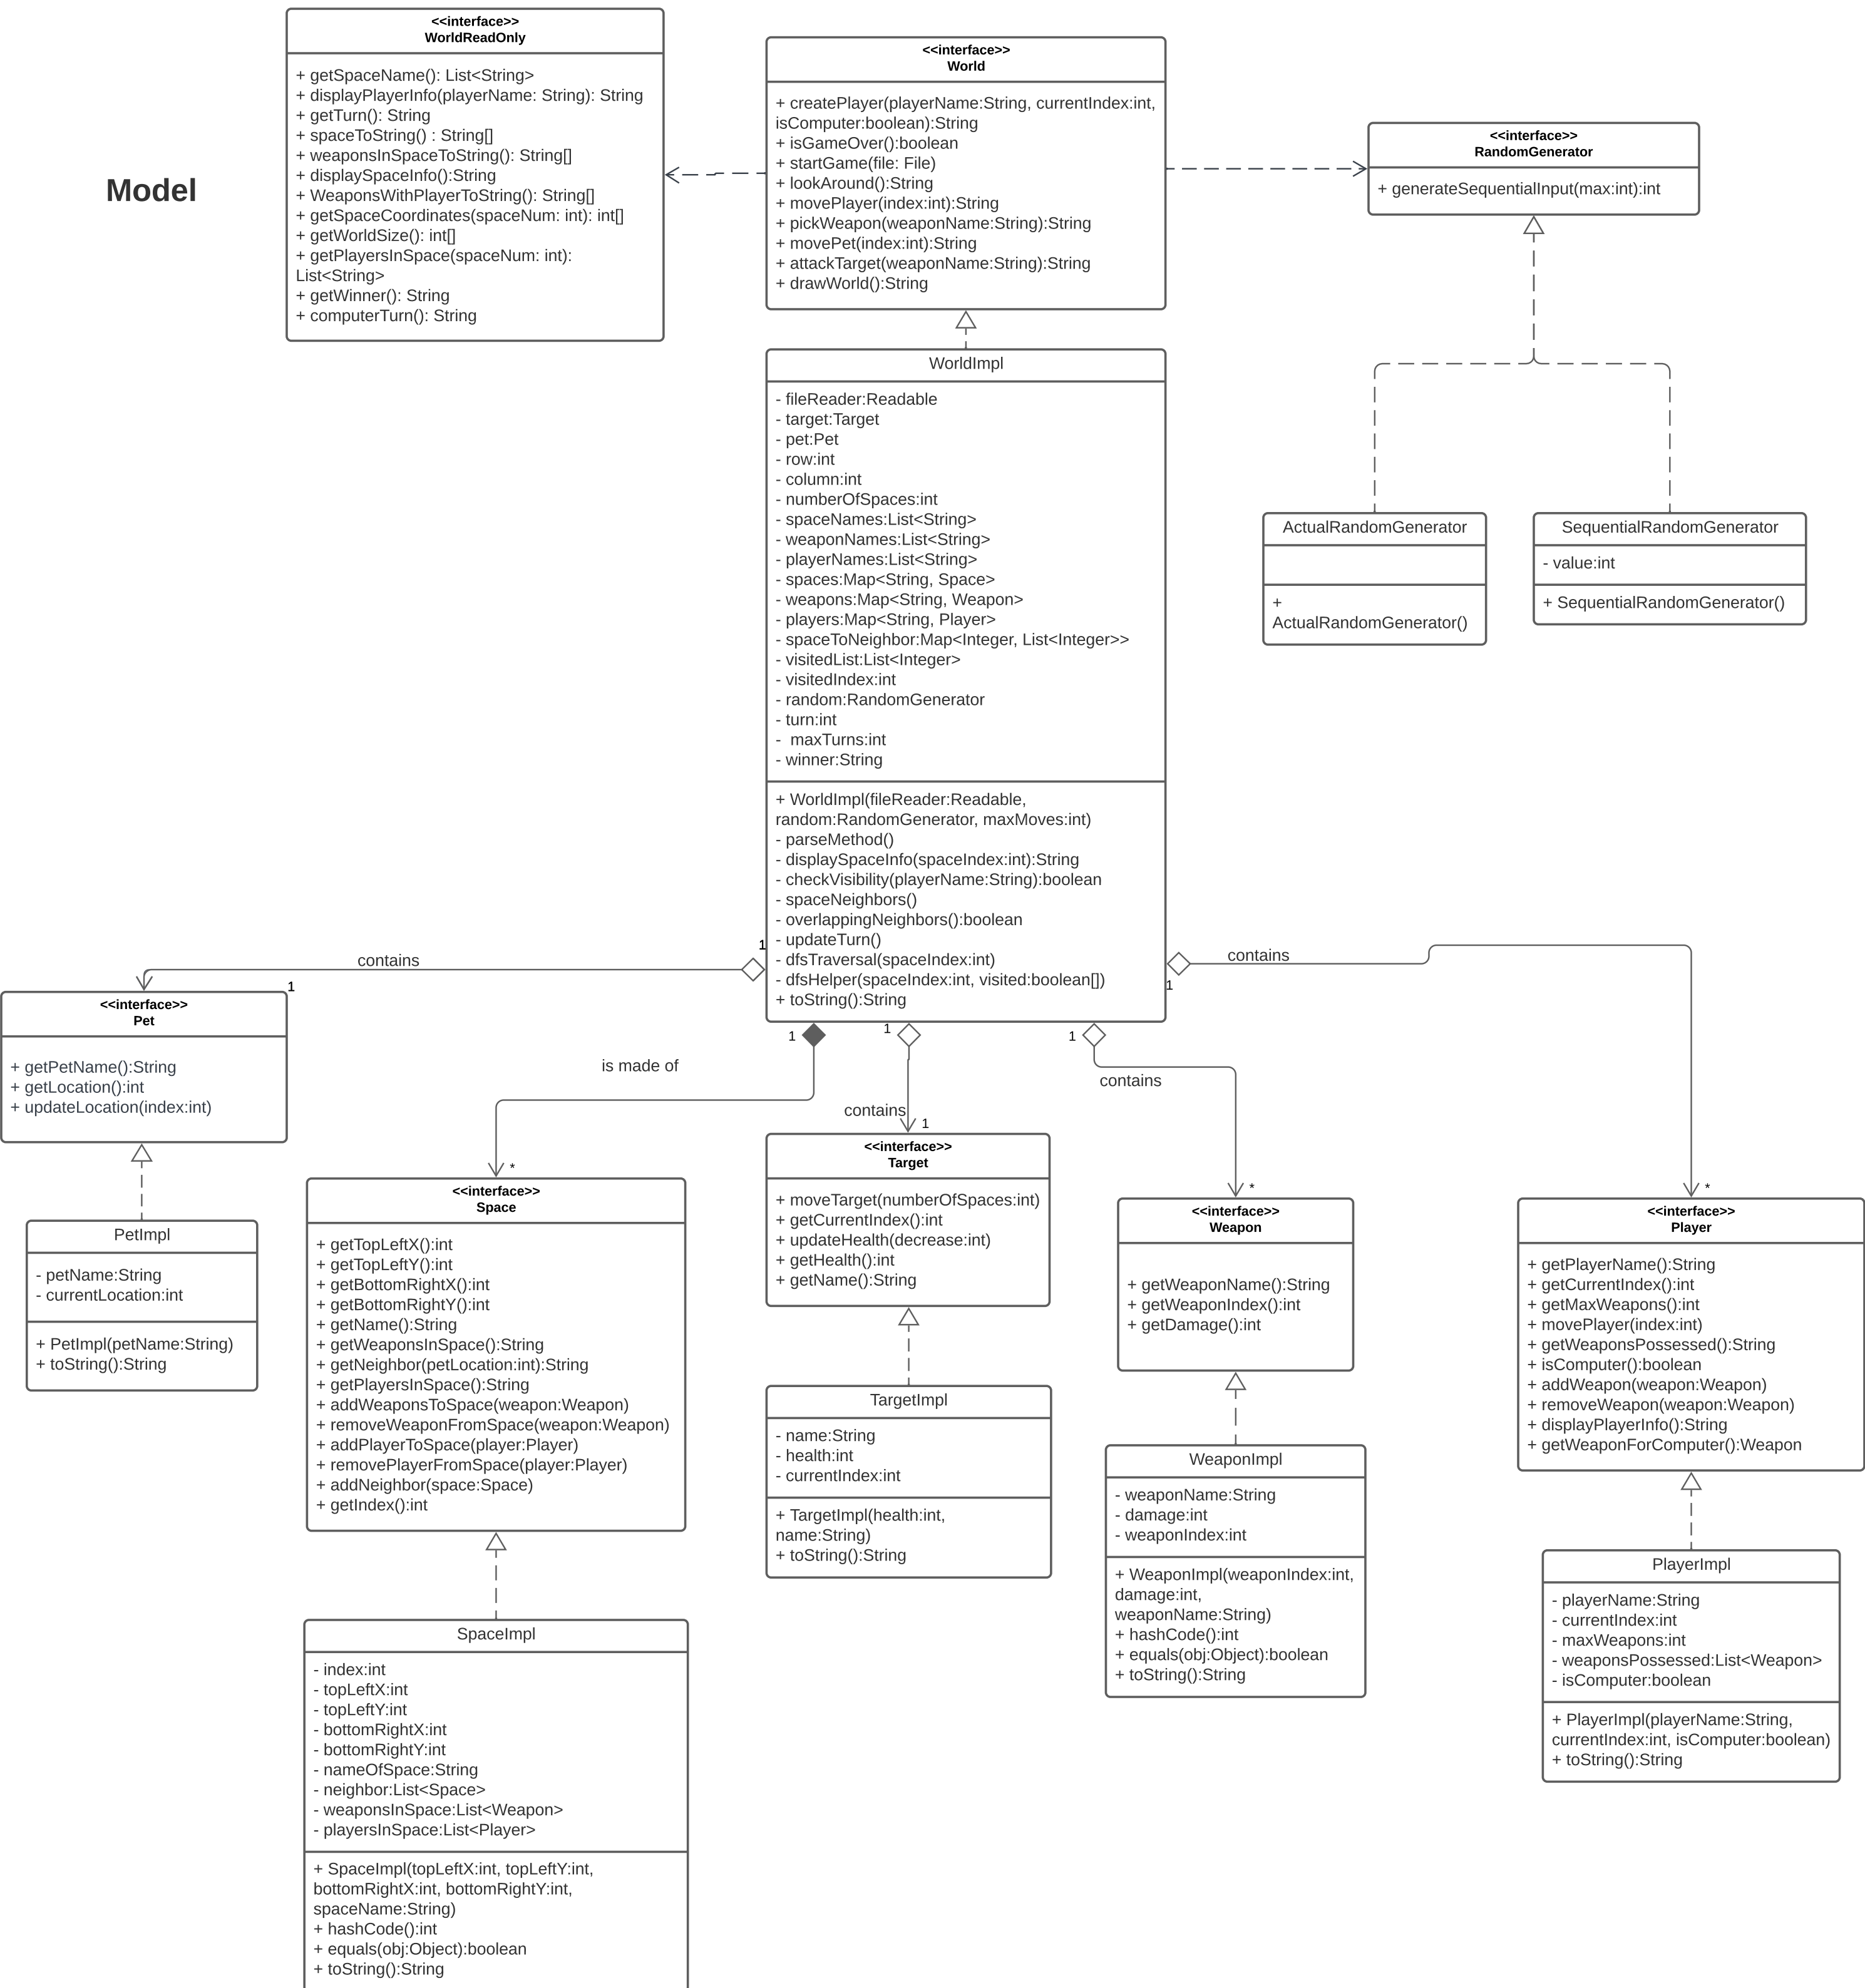 Model
<<interface>>
WorldReadOnly
+ getSpaceName(): List<String>
+ displayPlayerInfo(playerName: String): String
+ getTurn(): String
+ spaceToString() : String[]
+ weaponsInSpaceToString(): String[]
+ displaySpaceInfo():String
+ WeaponsWithPlayerToString(): String[]
+ getSpaceCoordinates(spaceNum: int): int[]
+ getWorldSize(): int[]
+ getPlayersInSpace(spaceNum: int):
List<String>
+ getWinner(): String
+ computerTurn(): String
<<interface>>
World
+ createPlayer(playerName:String, currentIndex:int,
isComputer:boolean):String
+ isGameOver():boolean
+ startGame(file: File)
+ lookAround():String
+ movePlayer(index:int):String
+ pickWeapon(weaponName:String):String
+ movePet(index:int):String
+ attackTarget(weaponName:String):String
+ drawWorld():String
<<interface>>
RandomGenerator
+ generateSequentialInput(max:int):int
WorldImpl
- fileReader:Readable
- target:Target
- pet:Pet
- row:int
- column:int
- numberOfSpaces:int
- spaceNames:List<String>
- weaponNames:List<String>
- playerNames:List<String>
- spaces:Map<String, Space>
- weapons:Map<String, Weapon>
- players:Map<String, Player>
- spaceToNeighbor:Map<Integer, List<Integer>>
- visitedList:List<Integer>
- visitedIndex:int
- random:RandomGenerator
- turn:int
-  maxTurns:int
- winner:String
+ WorldImpl(fileReader:Readable,
random:RandomGenerator, maxMoves:int)
- parseMethod()
- displaySpaceInfo(spaceIndex:int):String
- checkVisibility(playerName:String):boolean
- spaceNeighbors()
- overlappingNeighbors():boolean
- updateTurn()
- dfsTraversal(spaceIndex:int)
- dfsHelper(spaceIndex:int, visited:boolean[])
+ toString():String
ActualRandomGenerator
+
ActualRandomGenerator()
SequentialRandomGenerator
- value:int
+ SequentialRandomGenerator()
contains
1
1
contains
1
*
is made of
1
*
contains
1
1
contains
1
*
<<interface>>
Pet
+ getPetName():String
+ getLocation():int
+ updateLocation(index:int)
PetImpl
- petName:String
- currentLocation:int
+ PetImpl(petName:String)
+ toString():String
<<interface>>
Space
+ getTopLeftX():int
+ getTopLeftY():int
+ getBottomRightX():int
+ getBottomRightY():int
+ getName():String
+ getWeaponsInSpace():String
+ getNeighbor(petLocation:int):String
+ getPlayersInSpace():String
+ addWeaponsToSpace(weapon:Weapon)
+ removeWeaponFromSpace(weapon:Weapon)
+ addPlayerToSpace(player:Player)
+ removePlayerFromSpace(player:Player)
+ addNeighbor(space:Space)
+ getIndex():int
SpaceImpl
- index:int
- topLeftX:int
- topLeftY:int
- bottomRightX:int
- bottomRightY:int
- nameOfSpace:String
- neighbor:List<Space>
- weaponsInSpace:List<Weapon>
- playersInSpace:List<Player>
+ SpaceImpl(topLeftX:int, topLeftY:int,
bottomRightX:int, bottomRightY:int,
spaceName:String)
+ hashCode():int
+ equals(obj:Object):boolean
+ toString():String
<<interface>>
Target
+ moveTarget(numberOfSpaces:int)
+ getCurrentIndex():int
+ updateHealth(decrease:int)
+ getHealth():int
+ getName():String
TargetImpl
- name:String
- health:int
- currentIndex:int
+ TargetImpl(health:int,
name:String)
+ toString():String
<<interface>>
Weapon
+ getWeaponName():String
+ getWeaponIndex():int
+ getDamage():int
WeaponImpl
- weaponName:String
- damage:int
- weaponIndex:int
+ WeaponImpl(weaponIndex:int,
damage:int,
weaponName:String)
+ hashCode():int
+ equals(obj:Object):boolean
+ toString():String
<<interface>>
Player
+ getPlayerName():String
+ getCurrentIndex():int
+ getMaxWeapons():int
+ movePlayer(index:int)
+ getWeaponsPossessed():String
+ isComputer():boolean
+ addWeapon(weapon:Weapon)
+ removeWeapon(weapon:Weapon)
+ displayPlayerInfo():String
+ getWeaponForComputer():Weapon
PlayerImpl
- playerName:String
- currentIndex:int
- maxWeapons:int
- weaponsPossessed:List<Weapon>
- isComputer:boolean
+ PlayerImpl(playerName:String,
currentIndex:int, isComputer:boolean)
+ toString():String